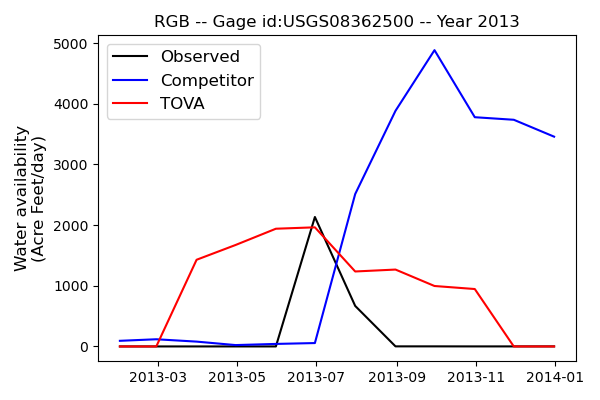 RGB -- Gage id:USGS08362500 -- Year 2013
Observed
Competitor
TOVA
Water availability
(Acre Feet/day)
5000
4000
3000
2000
1000
0
2013-03 2013-05 2013-07 2013-09 2013-11 2014-01